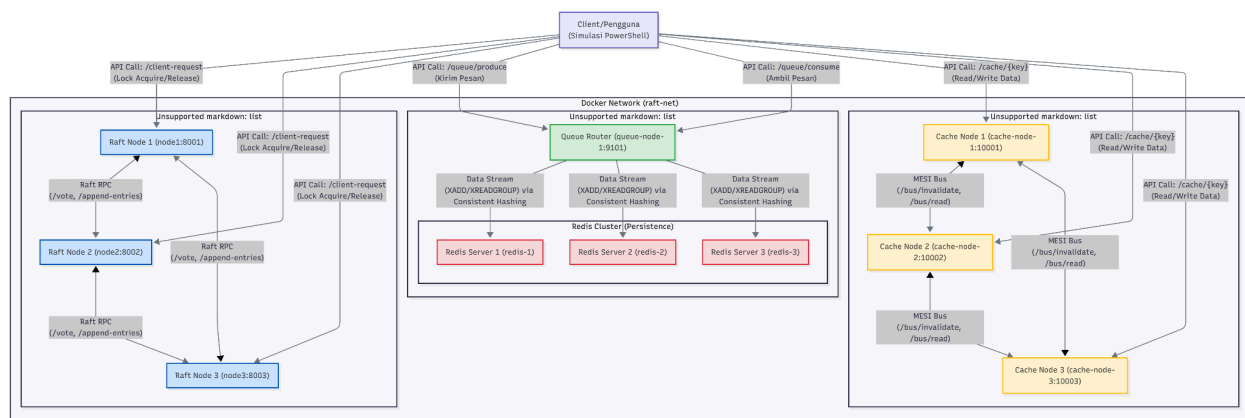 Client/Pengguna
(Simulasi PowerShell)
API Call: /client-request
(Lock Acquire/Release)
API Call: /queue/produce
(Kirim Pesan)
API Call: /queue/consume
(Ambil Pesan)
API Call: /cache/{key}
(Read/Write Data)
Docker Network (raft-net)
Unsupported markdown: list
Raft Node 1 (node1:8001)
API Call: /client-request
(Lock Acquire/Release)
Raft RPC
(/vote, /append-entries)
API Call: /client-request
(Lock Acquire/Release)
Raft Node 2 (node2:8002)
Raft RPC
(/vote, /append-entries)
Raft RPC
(/vote, /append-entries)
Raft Node 3 (node3:8003)
Unsupported markdown: list
Queue Router (queue-node-
1:9101)
Data Stream
(XADD/XREADGROUP) via
Consistent Hashing
Data Stream
(XADD/XREADGROUP) via
Consistent Hashing
Data Stream
(XADD/XREADGROUP) via
Consistent Hashing
Redis Cluster (Persistence)
Redis Server 1 (redis-1)
Redis Server 2 (redis-2)
Redis Server 3 (redis-3)
Unsupported markdown: list
Cache Node 1 (cache-node-
1:10001)
API Call: /cache/{key}
(Read/Write Data)
MESI Bus
(/bus/invalidate,
/bus/read)
API Call: /cache/{key}
(Read/Write Data)
Cache Node 2 (cache-node-
2:10002)
MESI Bus
(/bus/invalidate,
/bus/read)
MESI Bus
(/bus/invalidate,
/bus/read)
Cache Node 3 (cache-node-
3:10003)